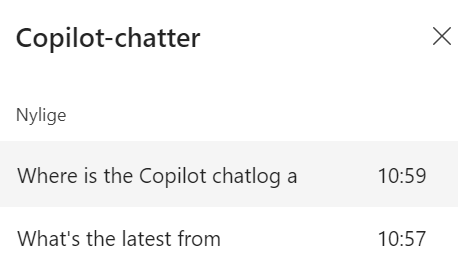 Copilot-chatter
Nylige
Where is the Copilot chatlog a 10:59
What's the latest from 10:57